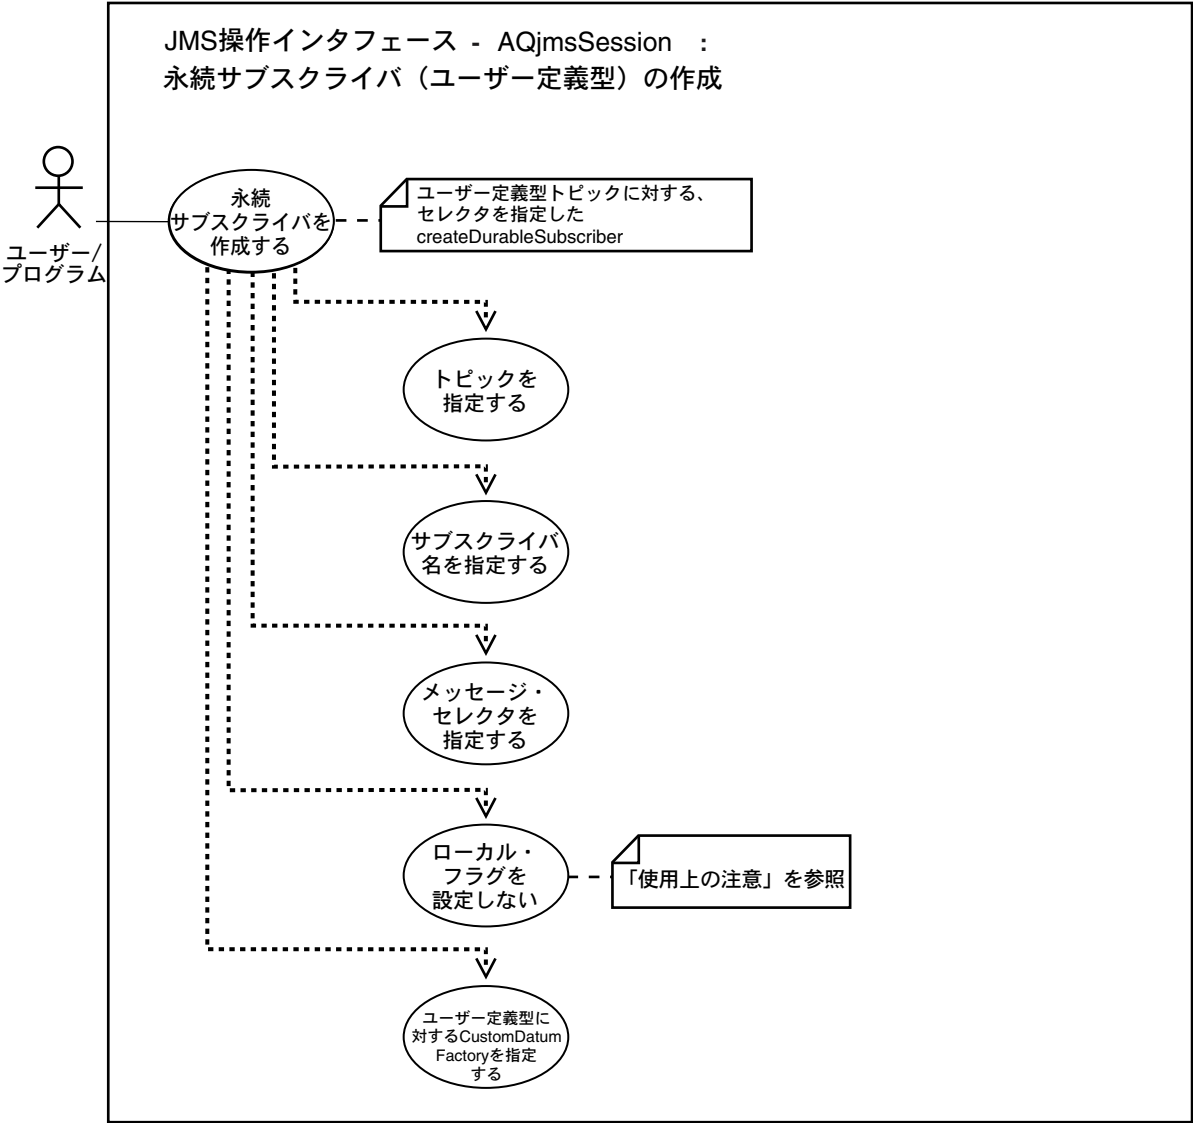 JMS操作インタフェース - AQjmsSession :
永続サブスクライバ（ユーザー定義型）の作成
ユーザー/
プログラム
永続
サブスクライバを
作成する
ユーザー定義型トピックに対する、
セレクタを指定した
createDurableSubscriber
トピックを
指定する
サブスクライバ
名を指定する
メッセージ・
セレクタを
指定する
ローカル・
フラグを
設定しない
「使用上の注意」を参照
ユーザー定義型に
対するCustomDatum
Factoryを指定
する